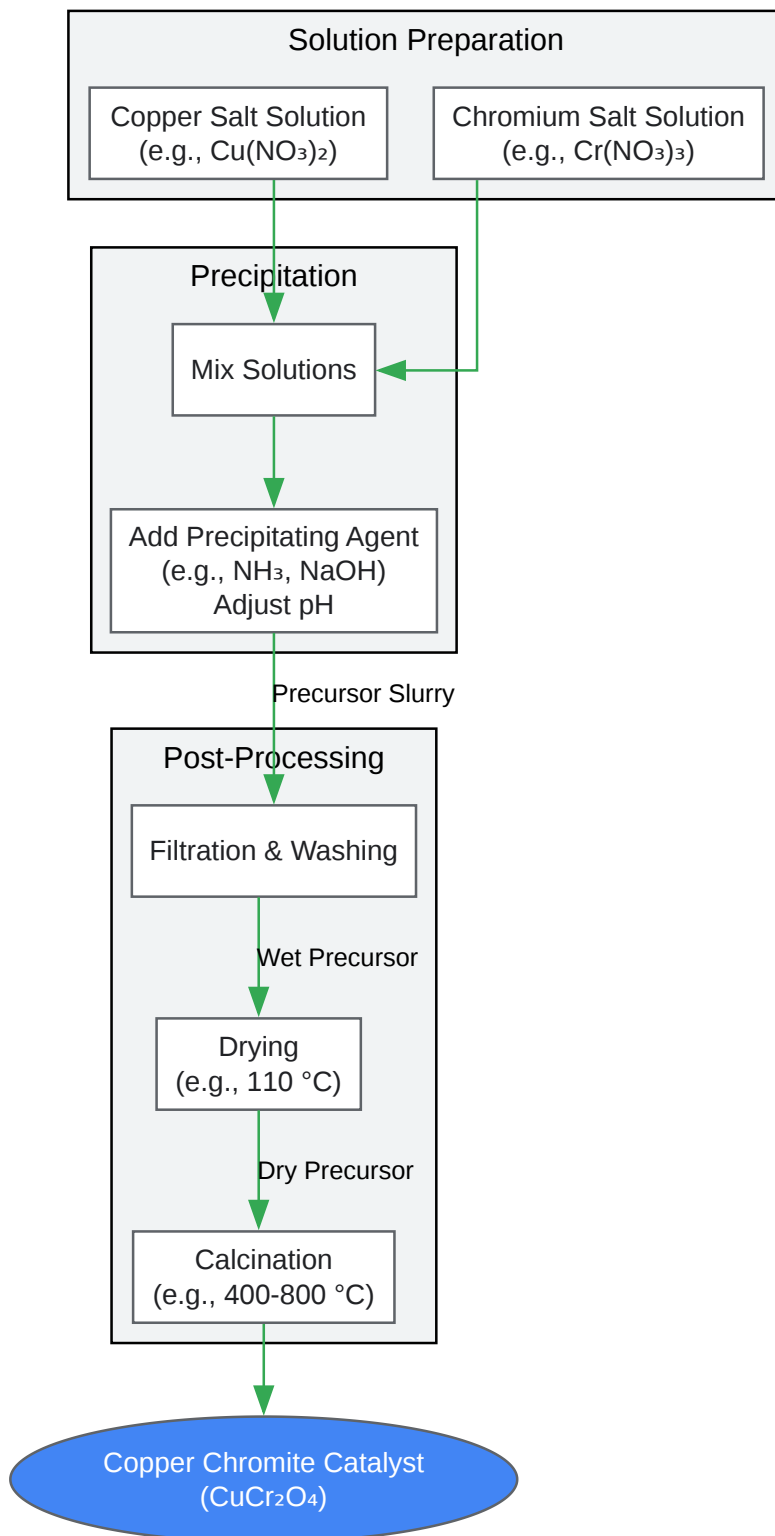 Solution Preparation
Copper Salt Solution
(e.g., Cu(NO₃)₂)
Chromium Salt Solution
(e.g., Cr(NO₃)₃)
Precipitation
Mix Solutions
Add Precipitating Agent
(e.g., NH₃, NaOH)
Adjust pH
Precursor Slurry
Post-Processing
Filtration & Washing
Wet Precursor
Drying
(e.g., 110 °C)
Dry Precursor
Calcination
(e.g., 400-800 °C)
Copper Chromite Catalyst
(CuCr₂O₄)